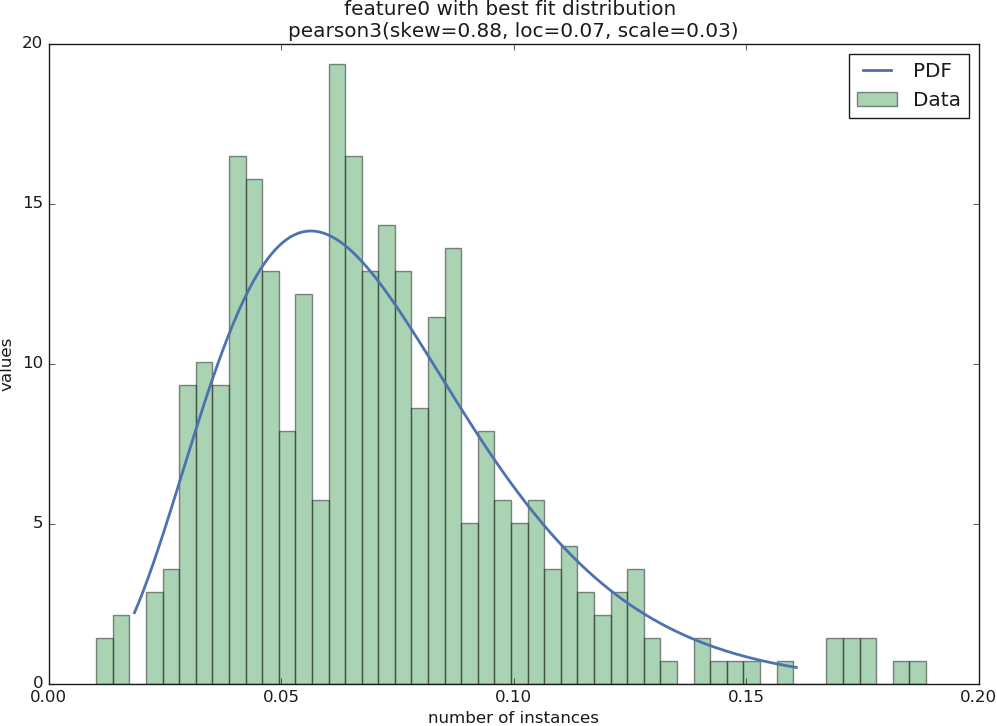 feature0 with best fit distribution
pearson3(skew=0.88, loc=0.07, scale=0.03)
PDF
Data
20
15
10
5
0
values
0.00 0.05 0.10 0.15 0.20
number of instances